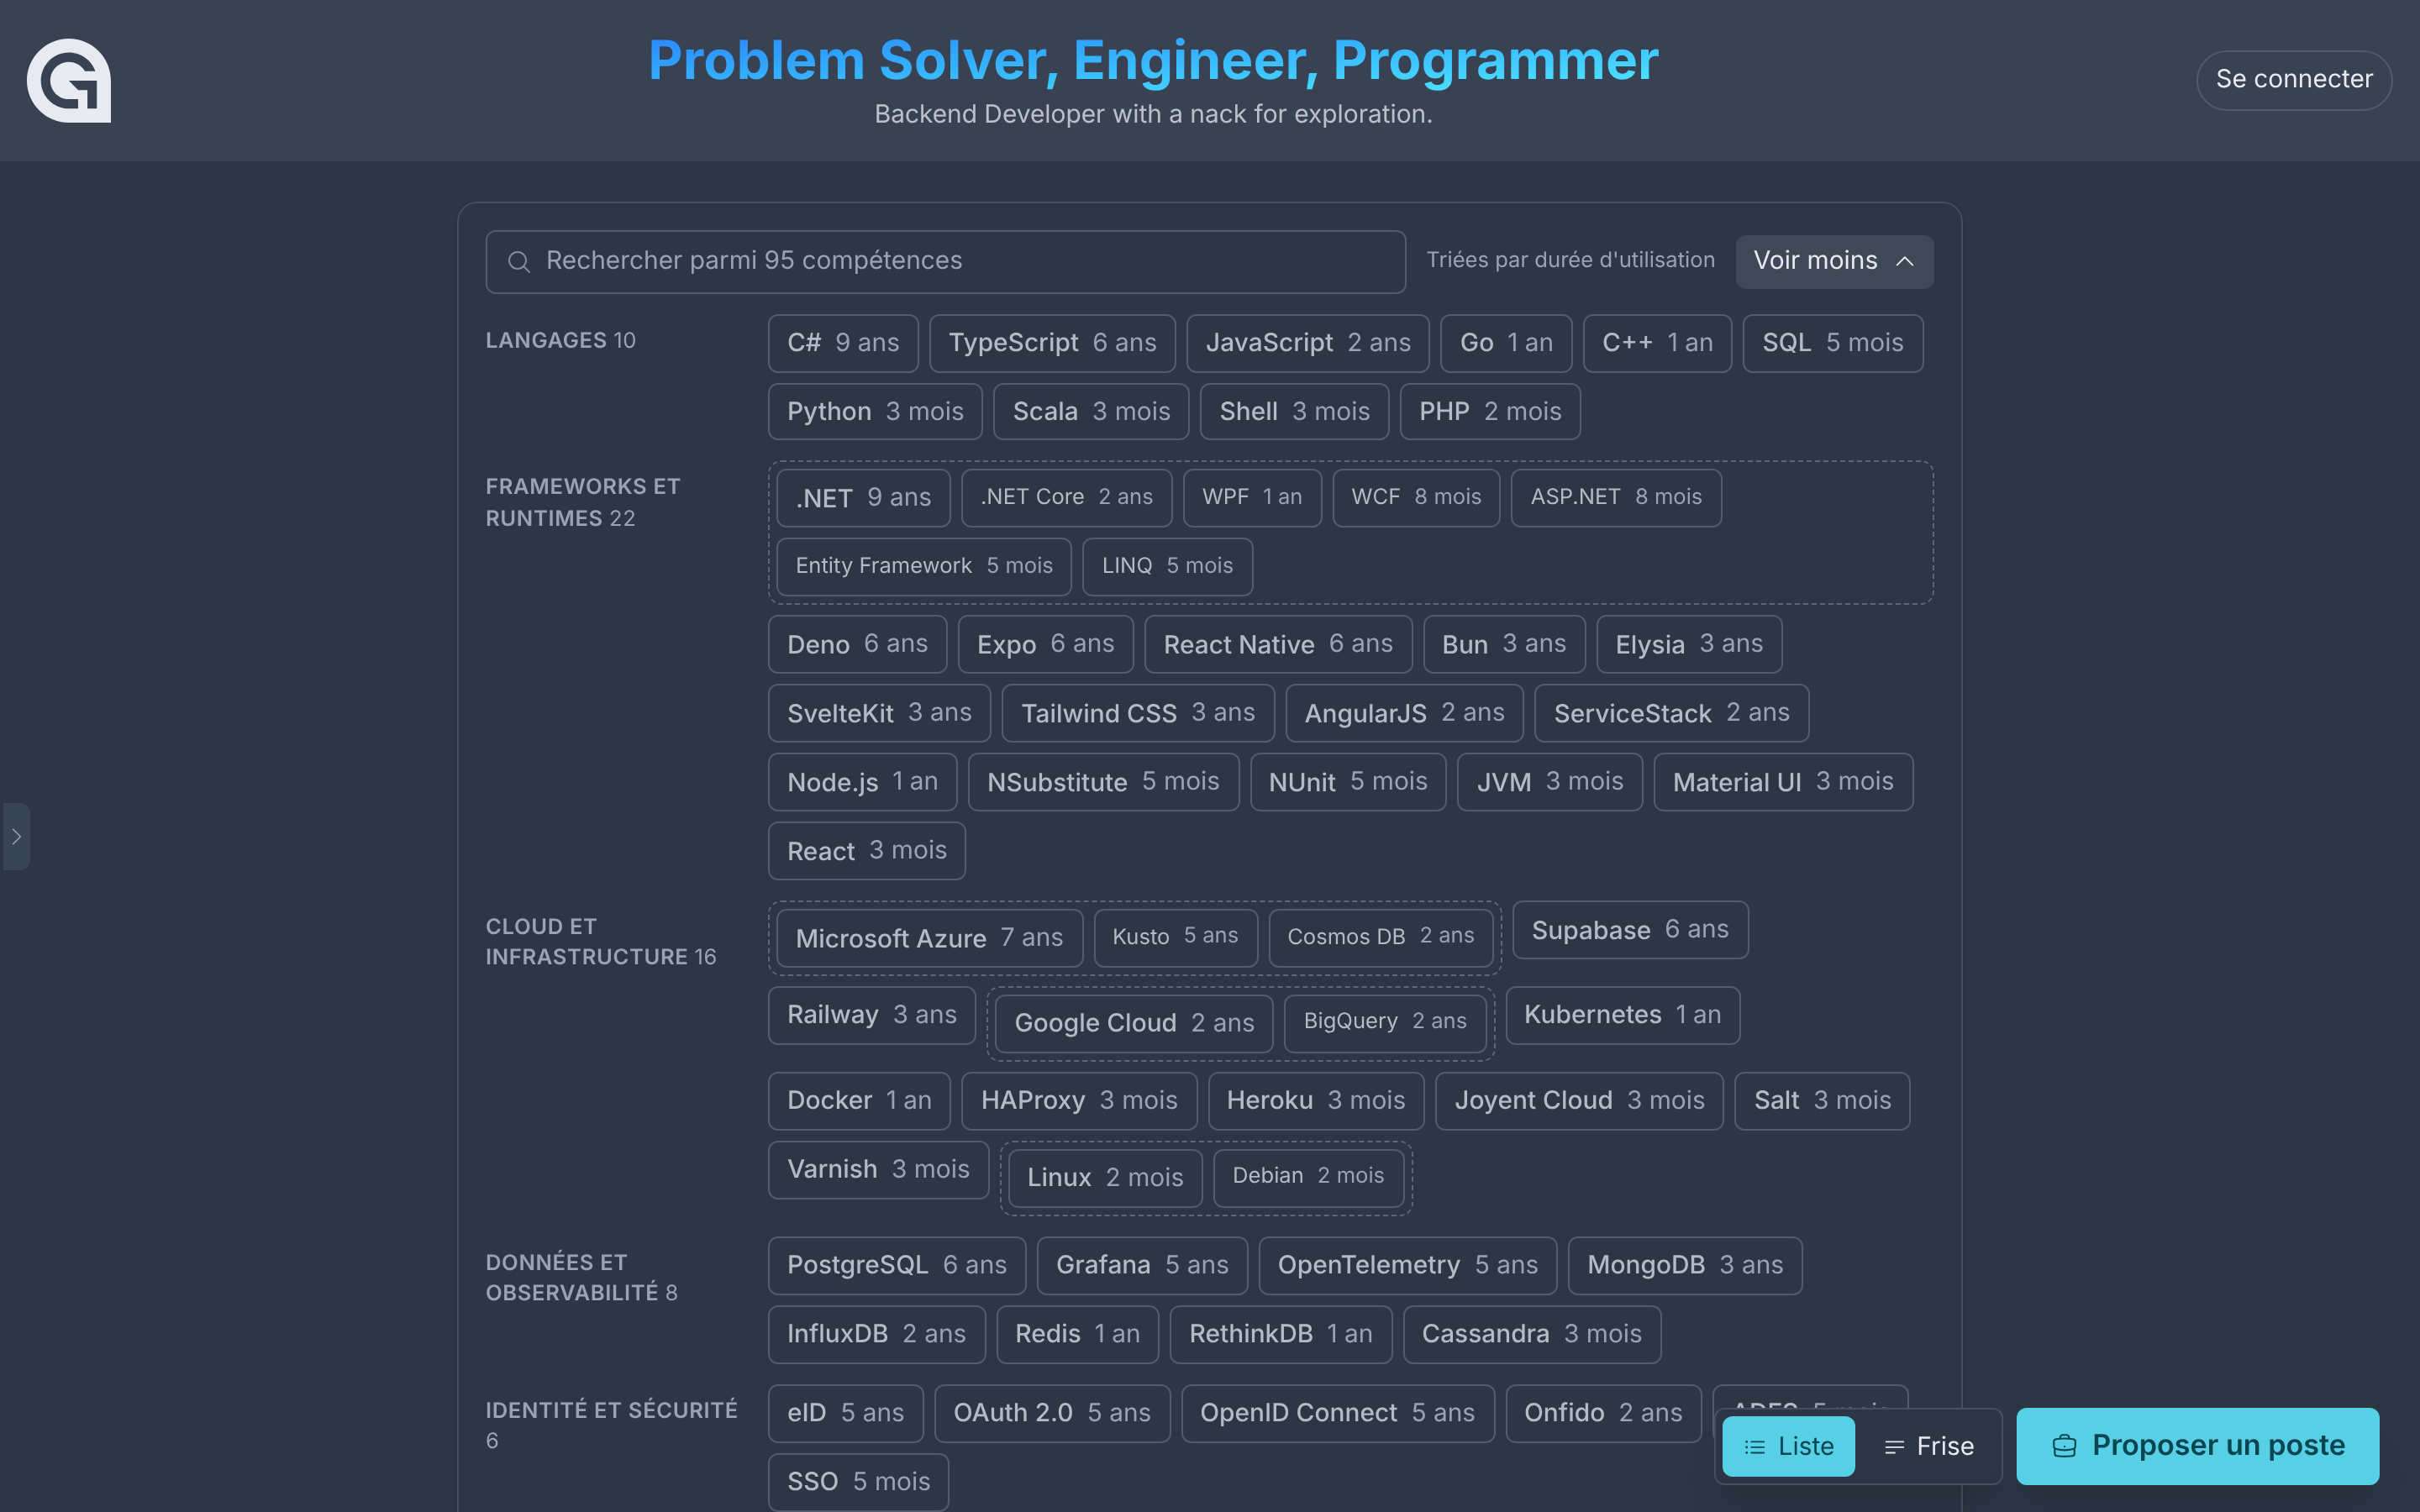 Problem Solver, Engineer, Programmer
Backend Developer with a nack for exploration.
Se connecter
Rechercher parmi 95 compétences
Triées par durée d'utilisation
Voir moins
LANGAGES 10
C# 9 ans TypeScript 6 ans JavaScript 2 ans Go 1 an C++ 1 an SQL 5 mois
Python 3 mois Scala 3 mois Shell 3 mois PHP 2 mois
FRAMEWORKS ET
RUNTIMES 22
.NET 9 ans .NET Core 2 ans WPF 1 an WCF 8 mois ASP.NET 8 mois
Entity Framework 5 mois LINQ 5 mois
Deno 6 ans Expo 6 ans React Native 6 ans Bun 3 ans Elysia 3 ans
SvelteKit 3 ans Tailwind CSS 3 ans AngularJS 2 ans ServiceStack 2 ans
Node.js 1 an NSubstitute 5 mois NUnit 5 mois JVM 3 mois Material UI 3 mois
React 3 mois
CLOUD ET
INFRASTRUCTURE 16
Microsoft Azure 7 ans Kusto 5 ans Cosmos DB 2 ans Supabase 6 ans
Railway 3 ans Google Cloud 2 ans BigQuery 2 ans Kubernetes 1 an
Docker 1 an HAProxy 3 mois Heroku 3 mois Joyent Cloud 3 mois Salt 3 mois
Varnish 3 mois Linux 2 mois Debian 2 mois
DONNÉES ET
OBSERVABILITÉ 8
PostgreSQL 6 ans Grafana 5 ans OpenTelemetry 5 ans MongoDB 3 ans
InfluxDB 2 ans Redis 1 an RethinkDB 1 an Cassandra 3 mois
IDENTITÉ ET SÉCURITÉ
6
eID 5 ans OAuth 2.0 5 ans OpenID Connect 5 ans Onfido 2 ans
SSO 5 mois
Liste
Frise
Proposer un poste